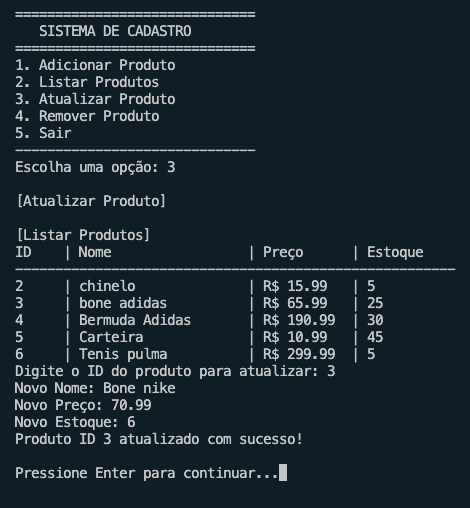 ==============================
   SISTEMA DE CADASTRO
==============================
1. Adicionar Produto
2. Listar Produtos
3. Atualizar Produto
4. Remover Produto
5. Sair
------------------------------
Escolha uma opção: 3

[Atualizar Produto]

[Listar Produtos]
ID    | Nome                 | Preço      | Estoque
-------------------------------------------------------
2     | chinelo              | R$ 15.99   | 5
3     | bone adidas          | R$ 65.99   | 25
4     | Bermuda Adidas       | R$ 190.99  | 30
5     | Carteira             | R$ 10.99   | 45
6     | Tenis pulma          | R$ 299.99  | 5
Digite o ID do produto para atualizar: 3
Novo Nome: Bone nike
Novo Preço: 70.99
Novo Estoque: 6
Produto ID 3 atualizado com sucesso!

Pressione Enter para continuar...